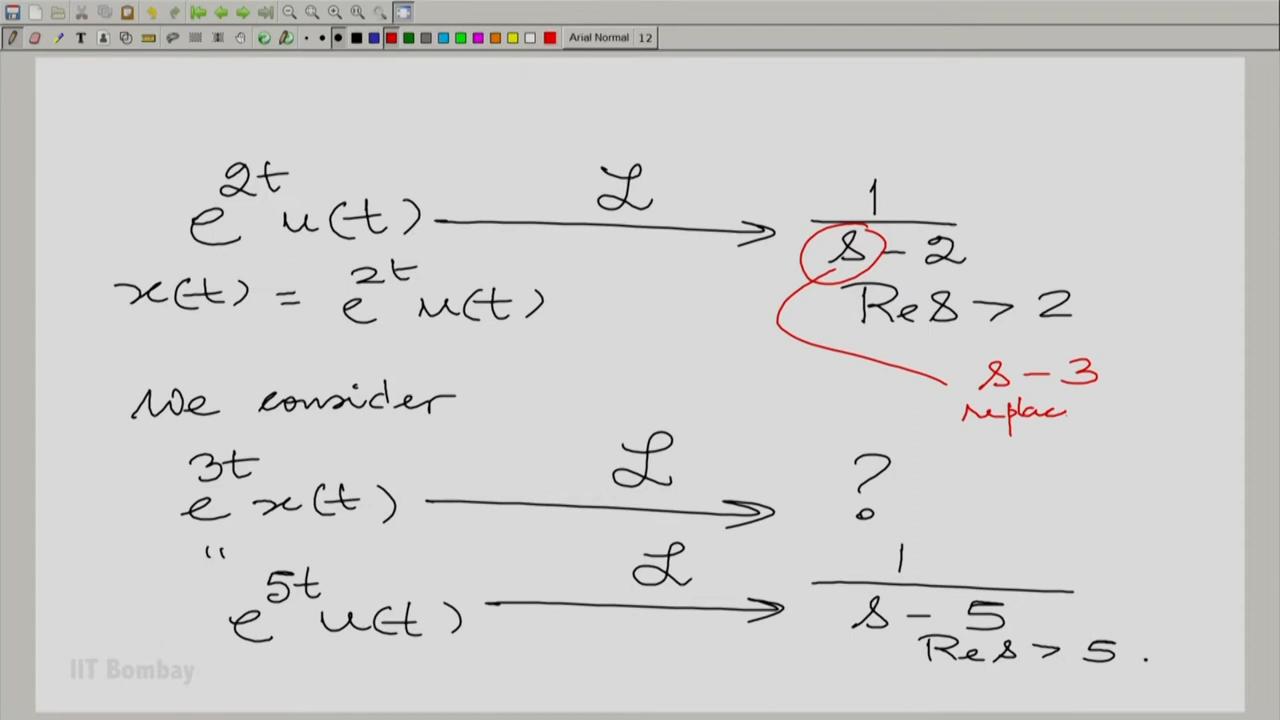 Arial Normal 12
e^{2t} u(t) ⟶ ℒ 1/(s - 2)
x(t) = e^{2t} u(t) Re s > 2
s - 3
replac
We consider
e^{3t} x(t) ⟶ ℒ ?
"
e^{5t} u(t) ⟶ ℒ 1/(s - 5)
Re s > 5 .
IIT Bombay